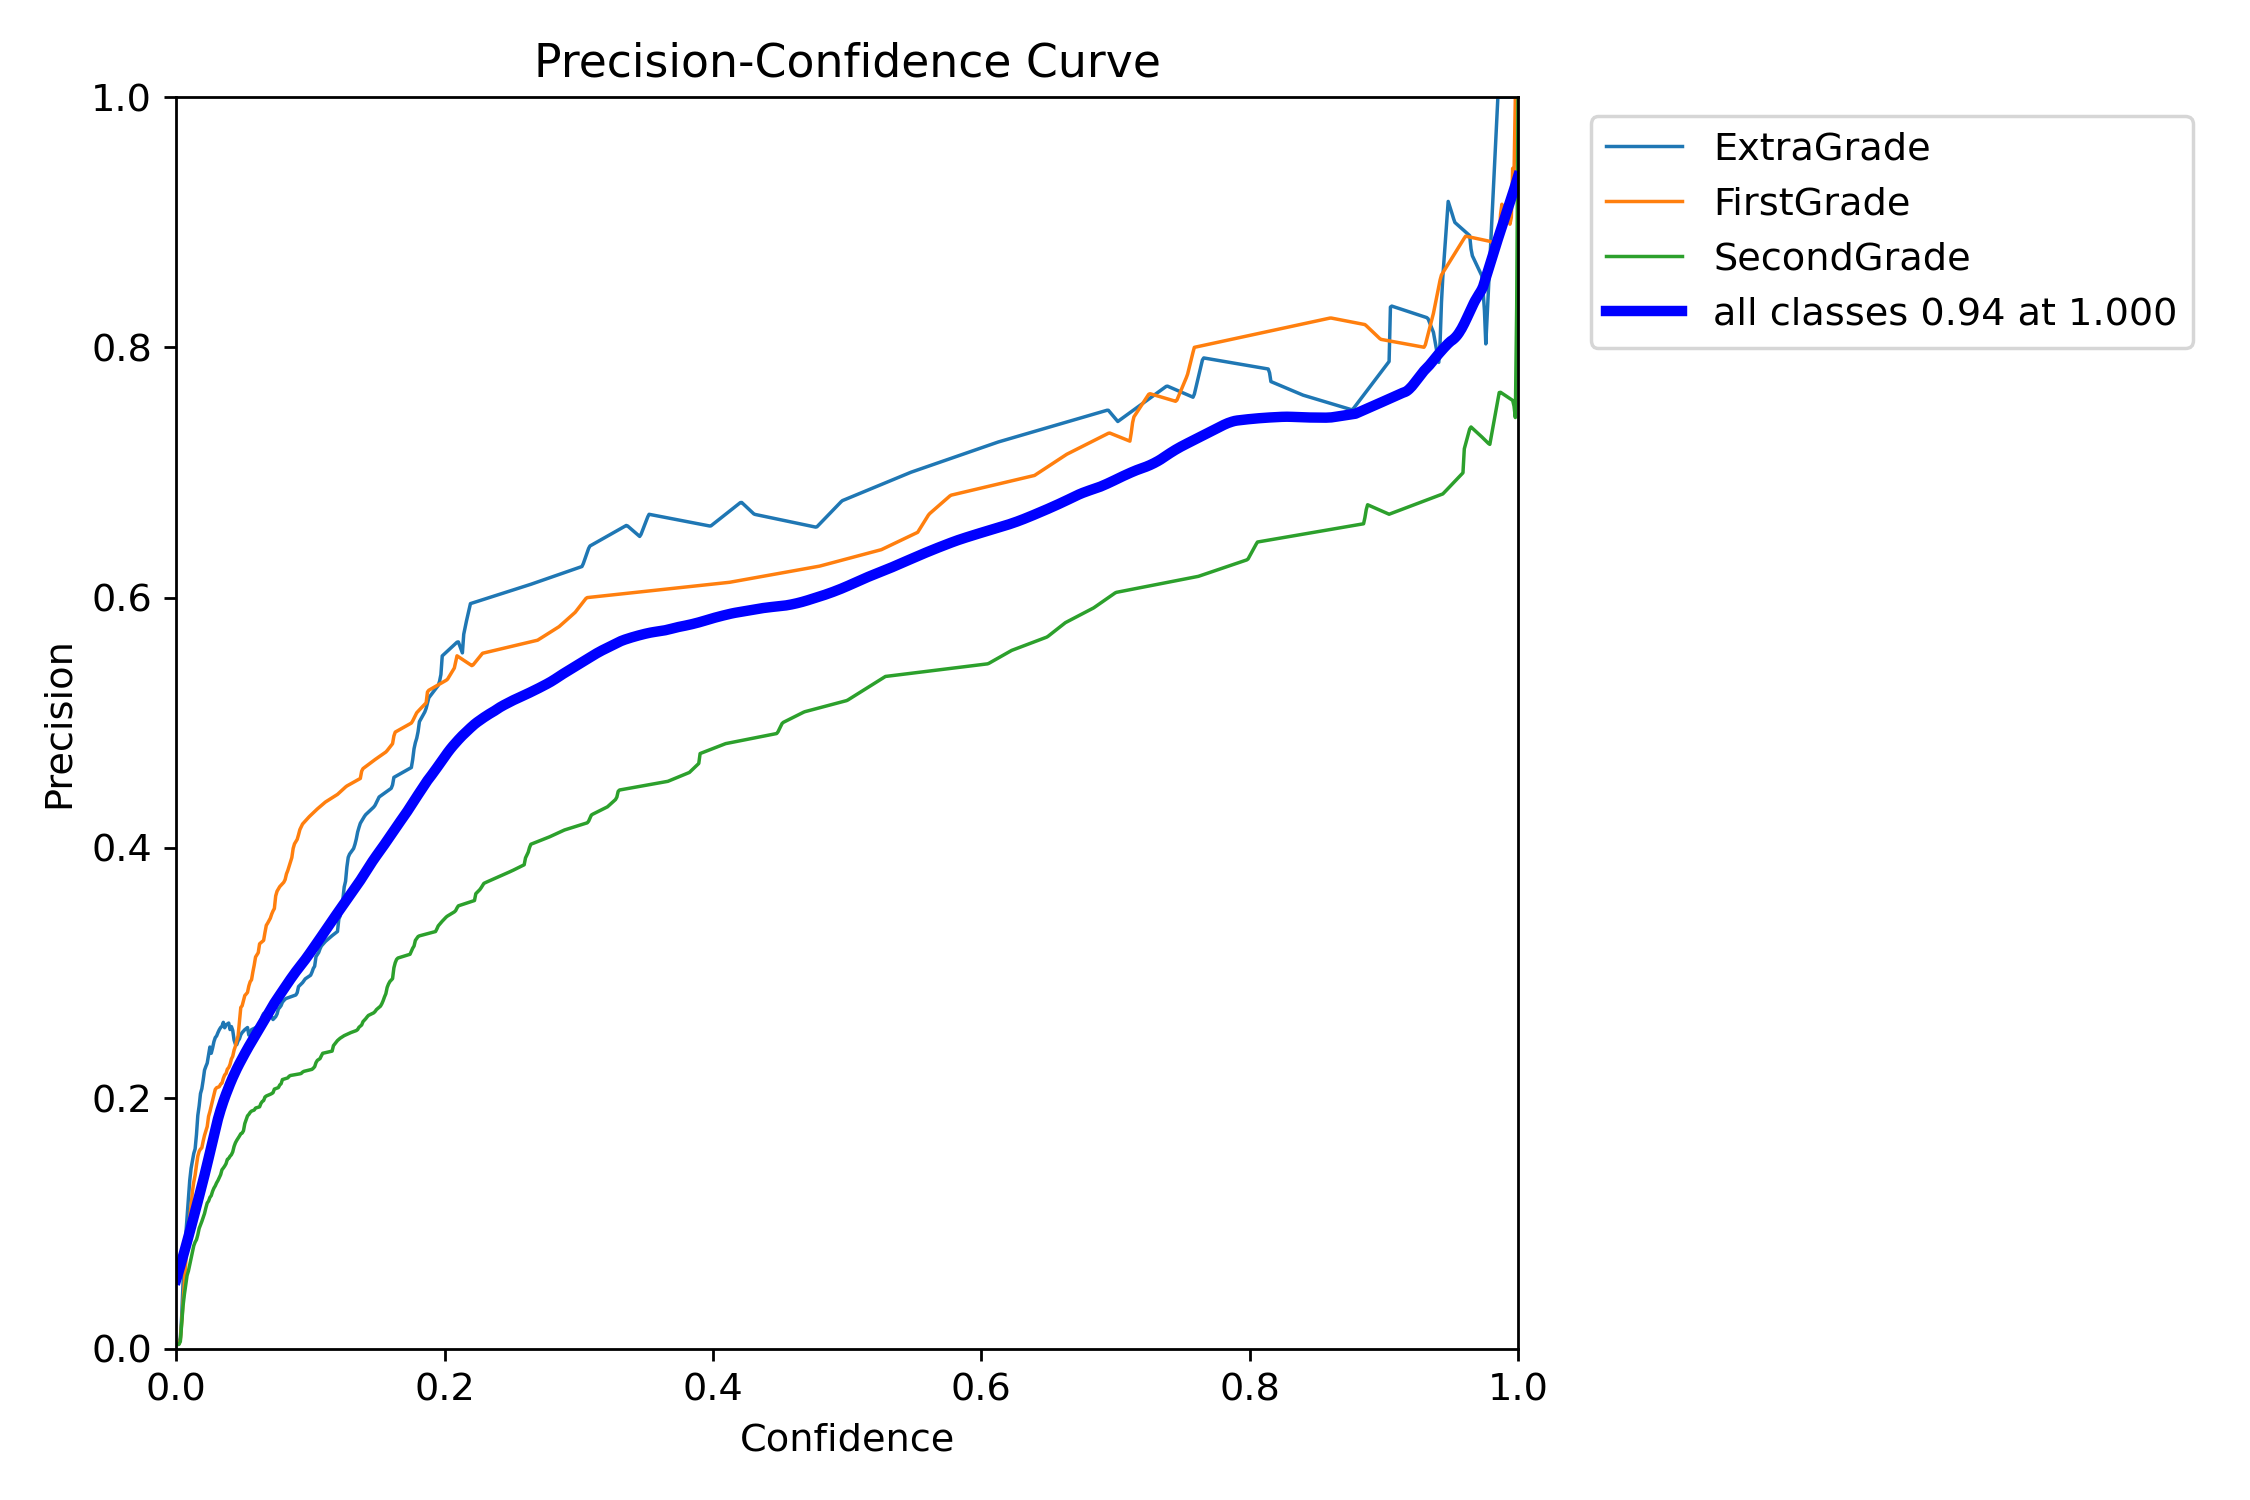 Precision-Confidence Curve
1.0
0.8
0.6
0.4
0.2
0.0
Precision
0.0 0.2 0.4 0.6 0.8 1.0
Confidence
ExtraGrade
FirstGrade
SecondGrade
all classes 0.94 at 1.000